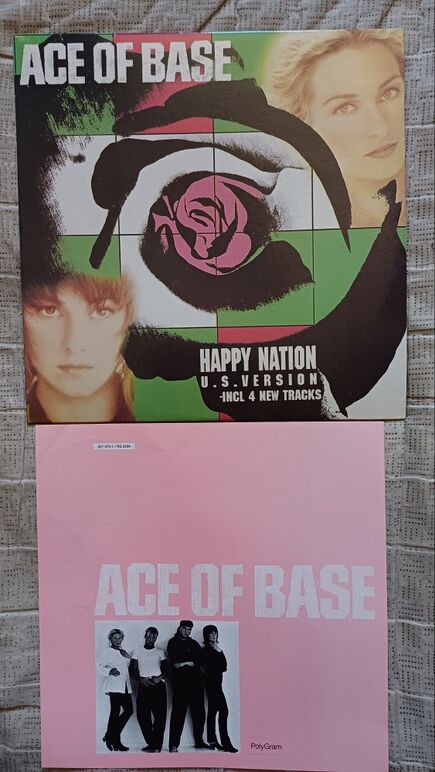 ACE OF BASE
HAPPY NATION
U.S.VERSION
-INCL 4 NEW TRACKS
ACE OF BASE
PolyGram